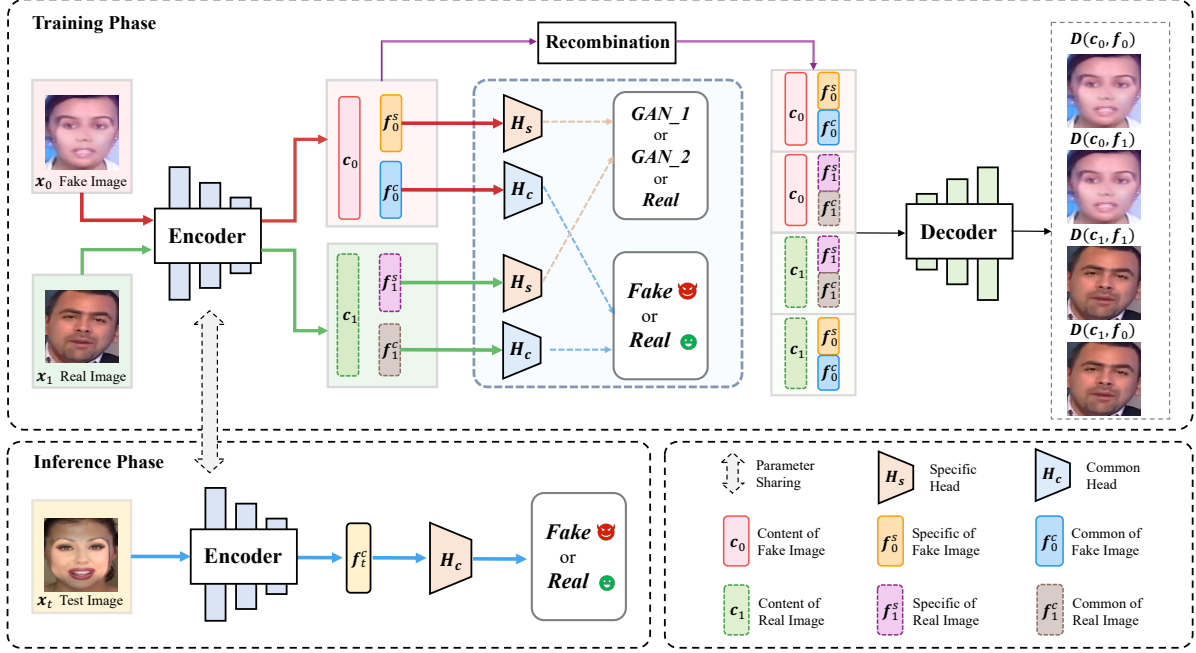 Training Phase
Recombination
x₀ Fake Image
x₁ Real Image
Encoder
c₀
f₀ˢ
f₀ᶜ
c₁
f₁ˢ
f₁ᶜ
Hₛ
H꜀
Hₛ
H꜀
GAN_1
or
GAN_2
or
Real
Fake
or
Real
c₀
f₀ˢ
f₀ᶜ
c₀
f₁ˢ
f₁ᶜ
c₁
f₁ˢ
f₁ᶜ
c₁
f₀ˢ
f₀ᶜ
Decoder
D(c₀, f₀)
D(c₀, f₁)
D(c₁, f₁)
D(c₁, f₀)
Inference Phase
xₜ Test Image
Encoder
fₜᶜ
H꜀
Fake
or
Real
Parameter
Sharing
Hₛ
Specific
Head
H꜀
Common
Head
c₀
Content of
Fake Image
f₀ˢ
Specific of
Fake Image
f₀ᶜ
Common of
Fake Image
c₁
Content of
Real Image
f₁ˢ
Specific of
Real Image
f₁ᶜ
Common of
Real Image